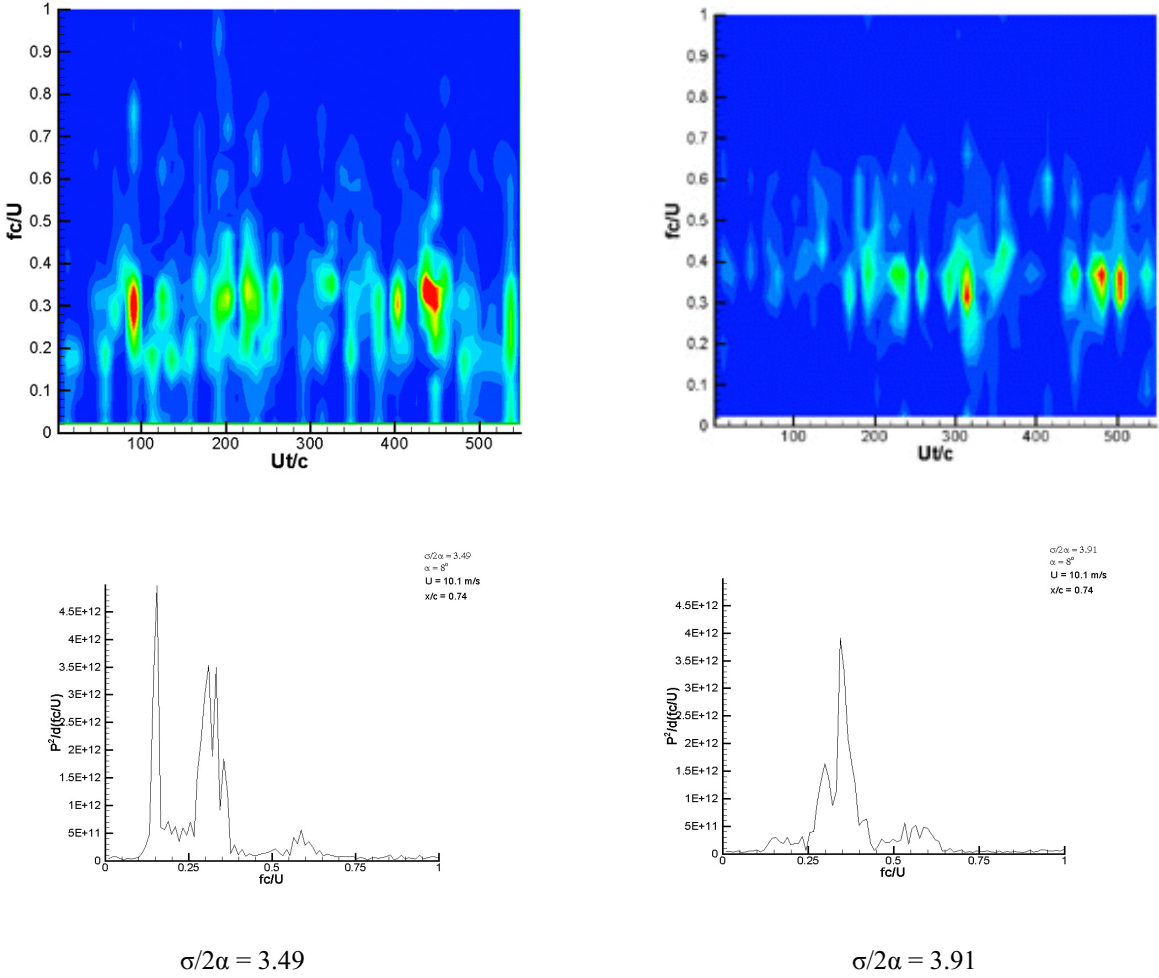 1
0.9
0.8
0.7
0.6
0.5
0.4
0.3
0.2
0.1
0
fc/U
100 200 300 400 500
Ut/c
1
0.9
0.8
0.7
0.6
0.5
0.4
0.3
0.2
0.1
0
fc/U
100 200 300 400 500
Ut/c
σ/2α = 3.49
α = 8°
U = 10.1 m/s
x/c = 0.74
4.5E+12
4E+12
3.5E+12
3E+12
2.5E+12
2E+12
1.5E+12
1E+12
5E+11
0
P²/d(fc/U)
0 0.25 0.5 0.75 1
fc/U
σ/2α = 3.91
α = 8°
U = 10.1 m/s
x/c = 0.74
4.5E+12
4E+12
3.5E+12
3E+12
2.5E+12
2E+12
1.5E+12
1E+12
5E+11
0
P²/d(fc/U)
0 0.25 0.5 0.75 1
fc/U
σ/2α = 3.49
σ/2α = 3.91